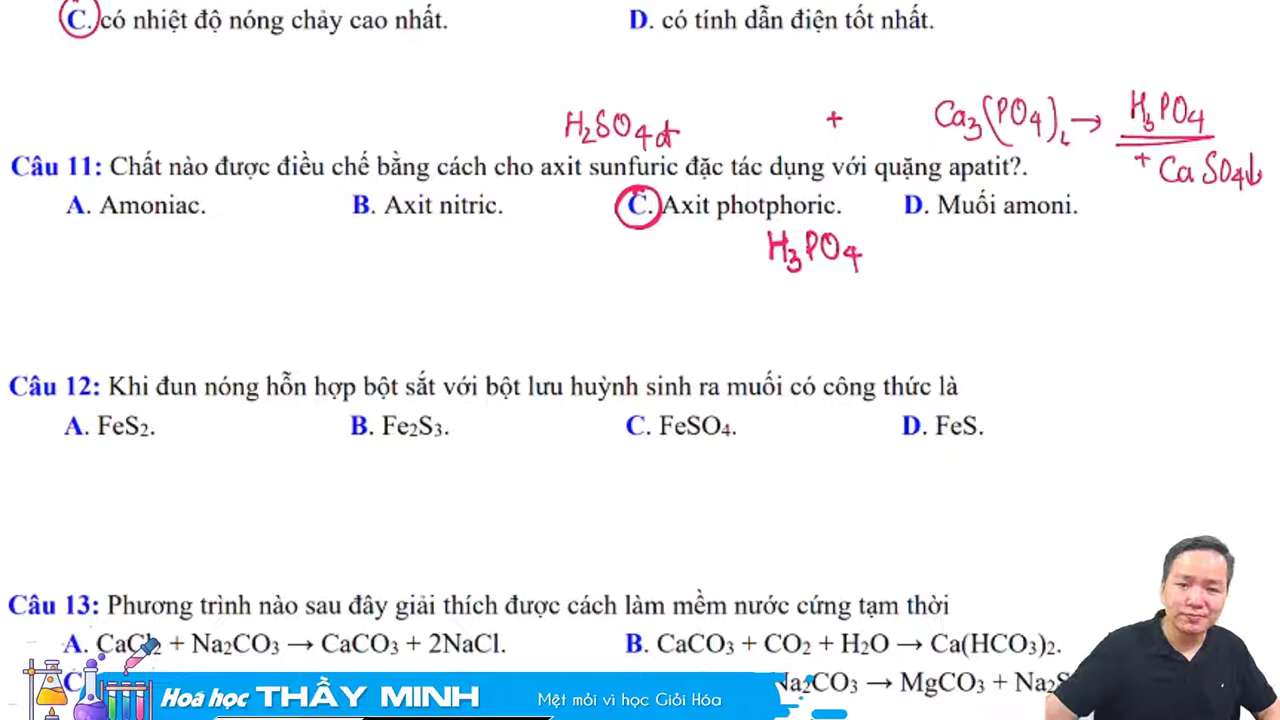 C. có nhiệt độ nóng chảy cao nhất. D. có tính dẫn điện tốt nhất.
H₂SO₄ đ + Ca₃(PO₄)₂ → H₃PO₄
+ CaSO₄↓
Câu 11: Chất nào được điều chế bằng cách cho axit sunfuric đặc tác dụng với quặng apatit?.
A. Amoniac. B. Axit nitric. C. Axit photphoric. D. Muối amoni.
H₃PO₄
Câu 12: Khi đun nóng hỗn hợp bột sắt với bột lưu huỳnh sinh ra muối có công thức là
A. FeS₂. B. Fe₂S₃. C. FeSO₄. D. FeS.
Câu 13: Phương trình nào sau đây giải thích được cách làm mềm nước cứng tạm thời
A. CaCl₂ + Na₂CO₃ → CaCO₃ + 2NaCl. B. CaCO₃ + CO₂ + H₂O → Ca(HCO₃)₂.
C. Na₂CO₃ → MgCO₃ + Na₂S
Hoá học THẦY MINH Mệt mỏi vì học Giỏi Hóa